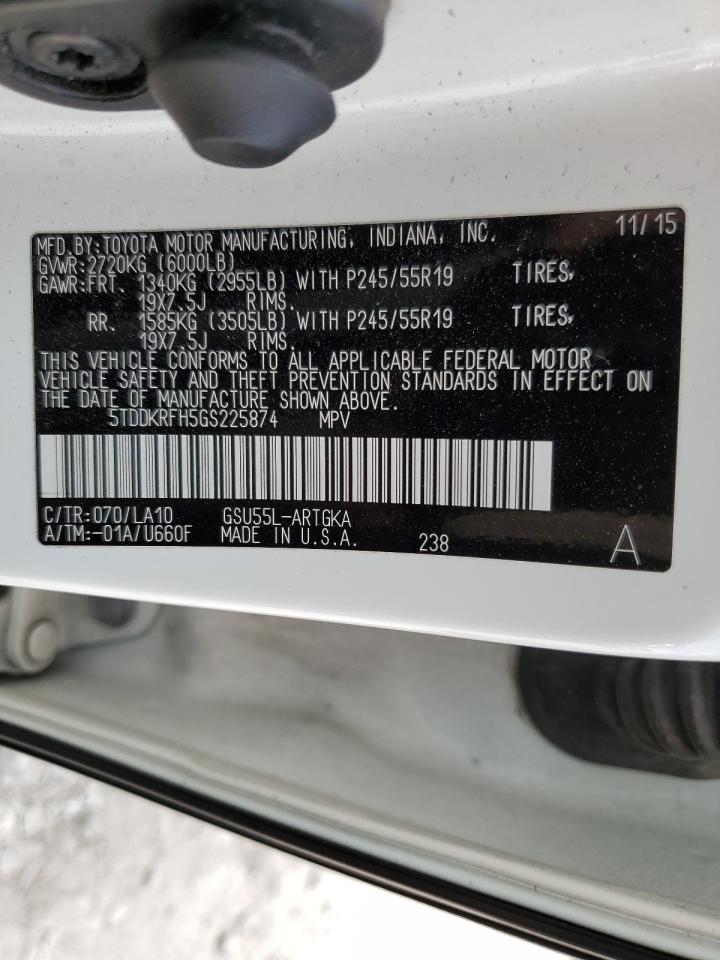 MFD.BY:TOYOTA MOTOR MANUFACTURING, INDIANA, INC. 11/15
GVWR:2720KG (6000LB)
GAWR:FRT. 1340KG (2955LB) WITH P245/55R19 TIRES,
19X7.5J RIMS.
RR. 1585KG (3505LB) WITH P245/55R19 TIRES,
19X7.5J RIMS.
THIS VEHICLE CONFORMS TO ALL APPLICABLE FEDERAL MOTOR
VEHICLE SAFETY AND THEFT PREVENTION STANDARDS IN EFFECT ON
THE DATE OF MANUFACTURE SHOWN ABOVE.
5TDDKRFH5GS225874 MPV
C/TR:070/LA10 GSU55L-ARTGKA
A/TM:-01A/U660F MADE IN U.S.A. 238 A